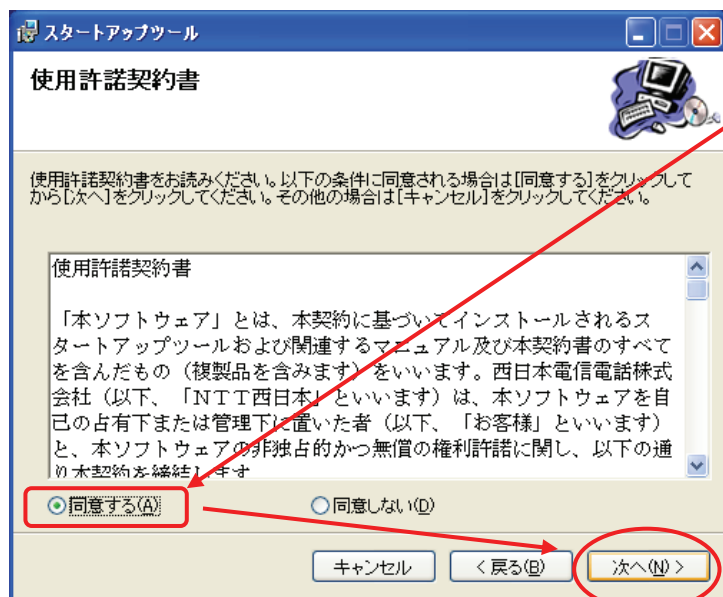 スタートアップツール
使用許諾契約書
使用許諾契約書をお読みください。以下の条件に同意される場合は[同意する]をクリックして
から[次へ]をクリックしてください。その他の場合は[キャンセル]をクリックしてください。
使用許諾契約書
「本ソフトウェア」とは、本契約に基づいてインストールされるス
タートアップツールおよび関連するマニュアル及び本契約書のすべて
を含んだもの（複製品を含みます）をいいます。西日本電信電話株式
会社（以下、「ＮＴＴ西日本」といいます）は、本ソフトウェアを自
己の占有下または管理下に置いた者（以下、「お客様」といいます）
と、本ソフトウェアの非独占的かつ無償の権利許諾に関し、以下の通
り本契約を締結します
同意する(A)
同意しない(D)
キャンセル
< 戻る(B)
次へ(N) >